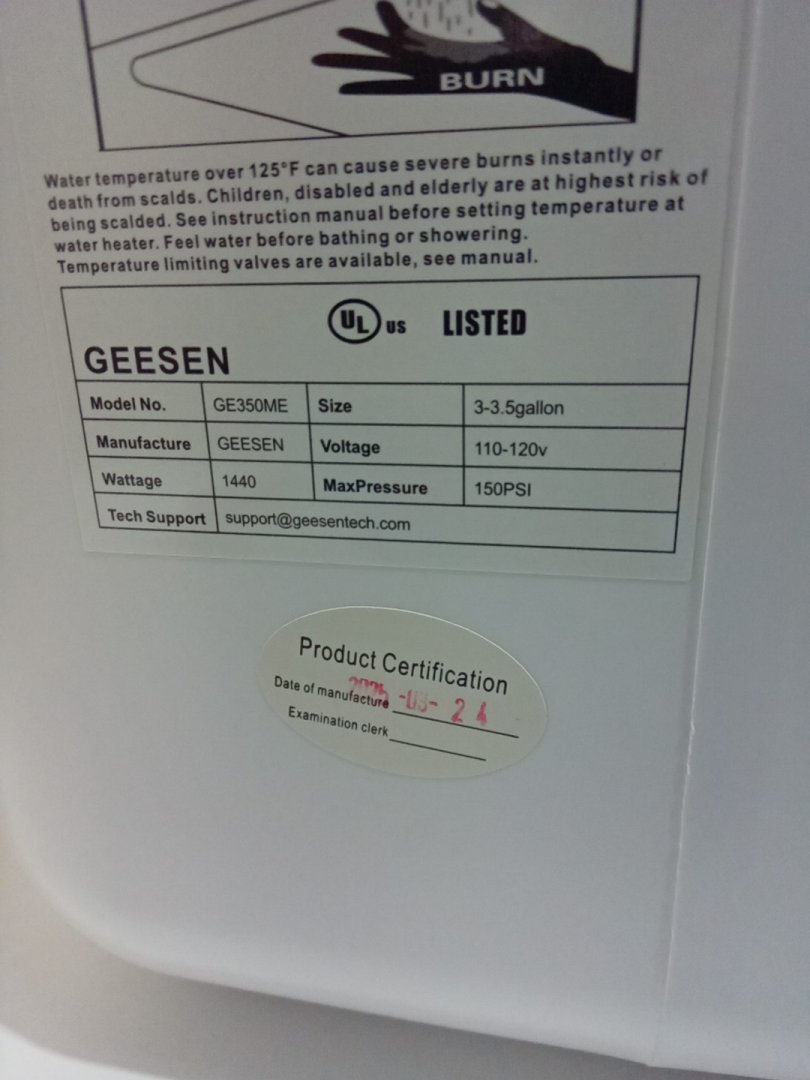 BURN
Water temperature over 125°F can cause severe burns instantly or
death from scalds. Children, disabled and elderly are at highest risk of
being scalded. See instruction manual before setting temperature at
water heater. Feel water before bathing or showering.
Temperature limiting valves are available, see manual.
UL US LISTED
GEESEN
Model No. GE350ME Size 3-3.5gallon
Manufacture GEESEN Voltage 110-120v
Wattage 1440 MaxPressure 150PSI
Tech Support support@geesentech.com
Product Certification
Date of manufacture 2025-03-24
Examination clerk